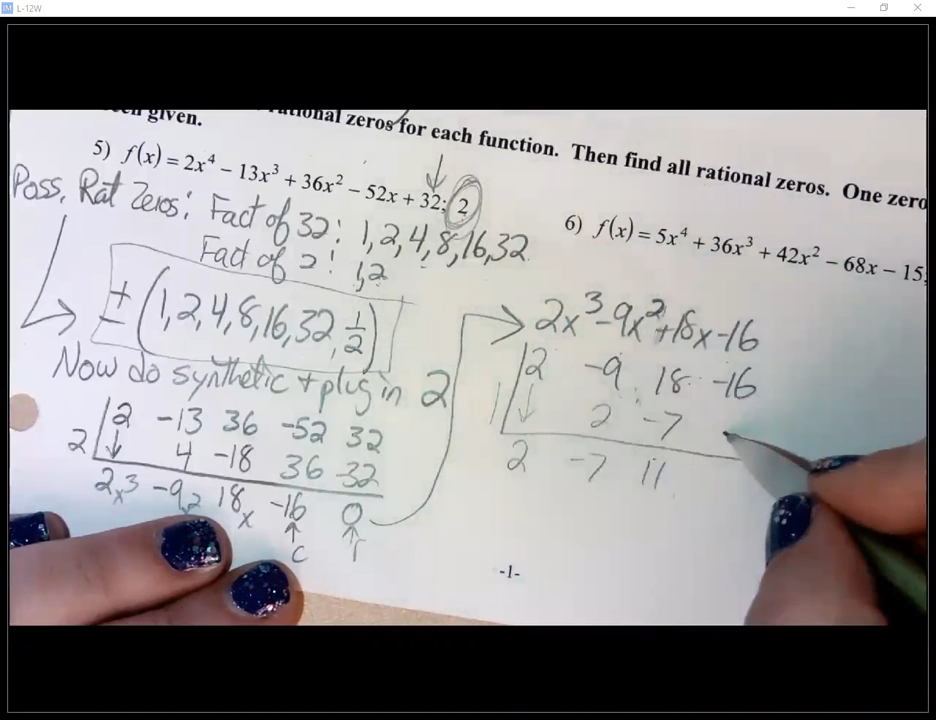 L-12W
been given.
rational zeros for each function. Then find all rational zeros. One zero
5) f(x) = 2x⁴ − 13x³ + 36x² − 52x + 32; 2
Poss. Rat Zeros: Fact of 32: 1,2,4,8,16,32
Fact of 2: 1,2
± (1,2,4,8,16,32, 1/2)
Now do synthetic + plug in 2
2 2 -13 36 -52 32
4 -18 36 -32
2x³ -9x² 18x -16 0
c r
6) f(x) = 5x⁴ + 36x³ + 42x² − 68x − 15;
2x³-9x²+18x-16
1 2 -9 18 -16
2 -7
2 -7 11
-1-